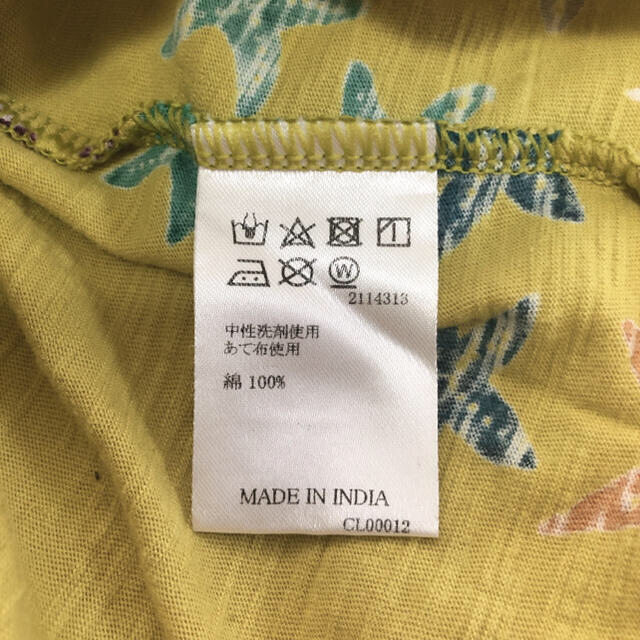 W
2114313
中性洗剤使用
あて布使用
綿 100%
MADE IN INDIA
CL00012